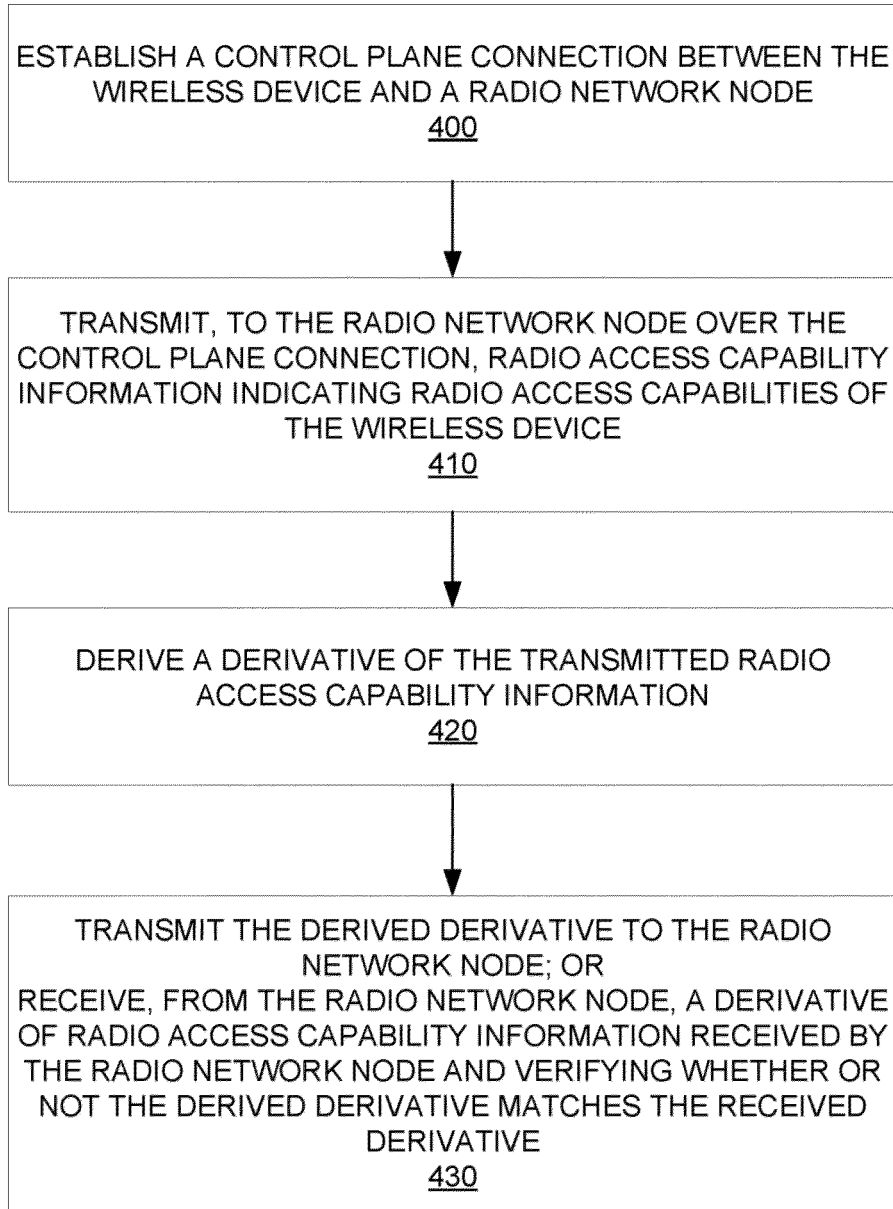 ESTABLISH A CONTROL PLANE CONNECTION BETWEEN THE
WIRELESS DEVICE AND A RADIO NETWORK NODE
400
TRANSMIT, TO THE RADIO NETWORK NODE OVER THE
CONTROL PLANE CONNECTION, RADIO ACCESS CAPABILITY
INFORMATION INDICATING RADIO ACCESS CAPABILITIES OF
THE WIRELESS DEVICE
410
DERIVE A DERIVATIVE OF THE TRANSMITTED RADIO
ACCESS CAPABILITY INFORMATION
420
TRANSMIT THE DERIVED DERIVATIVE TO THE RADIO
NETWORK NODE; OR
RECEIVE, FROM THE RADIO NETWORK NODE, A DERIVATIVE
OF RADIO ACCESS CAPABILITY INFORMATION RECEIVED BY
THE RADIO NETWORK NODE AND VERIFYING WHETHER OR
NOT THE DERIVED DERIVATIVE MATCHES THE RECEIVED
DERIVATIVE
430